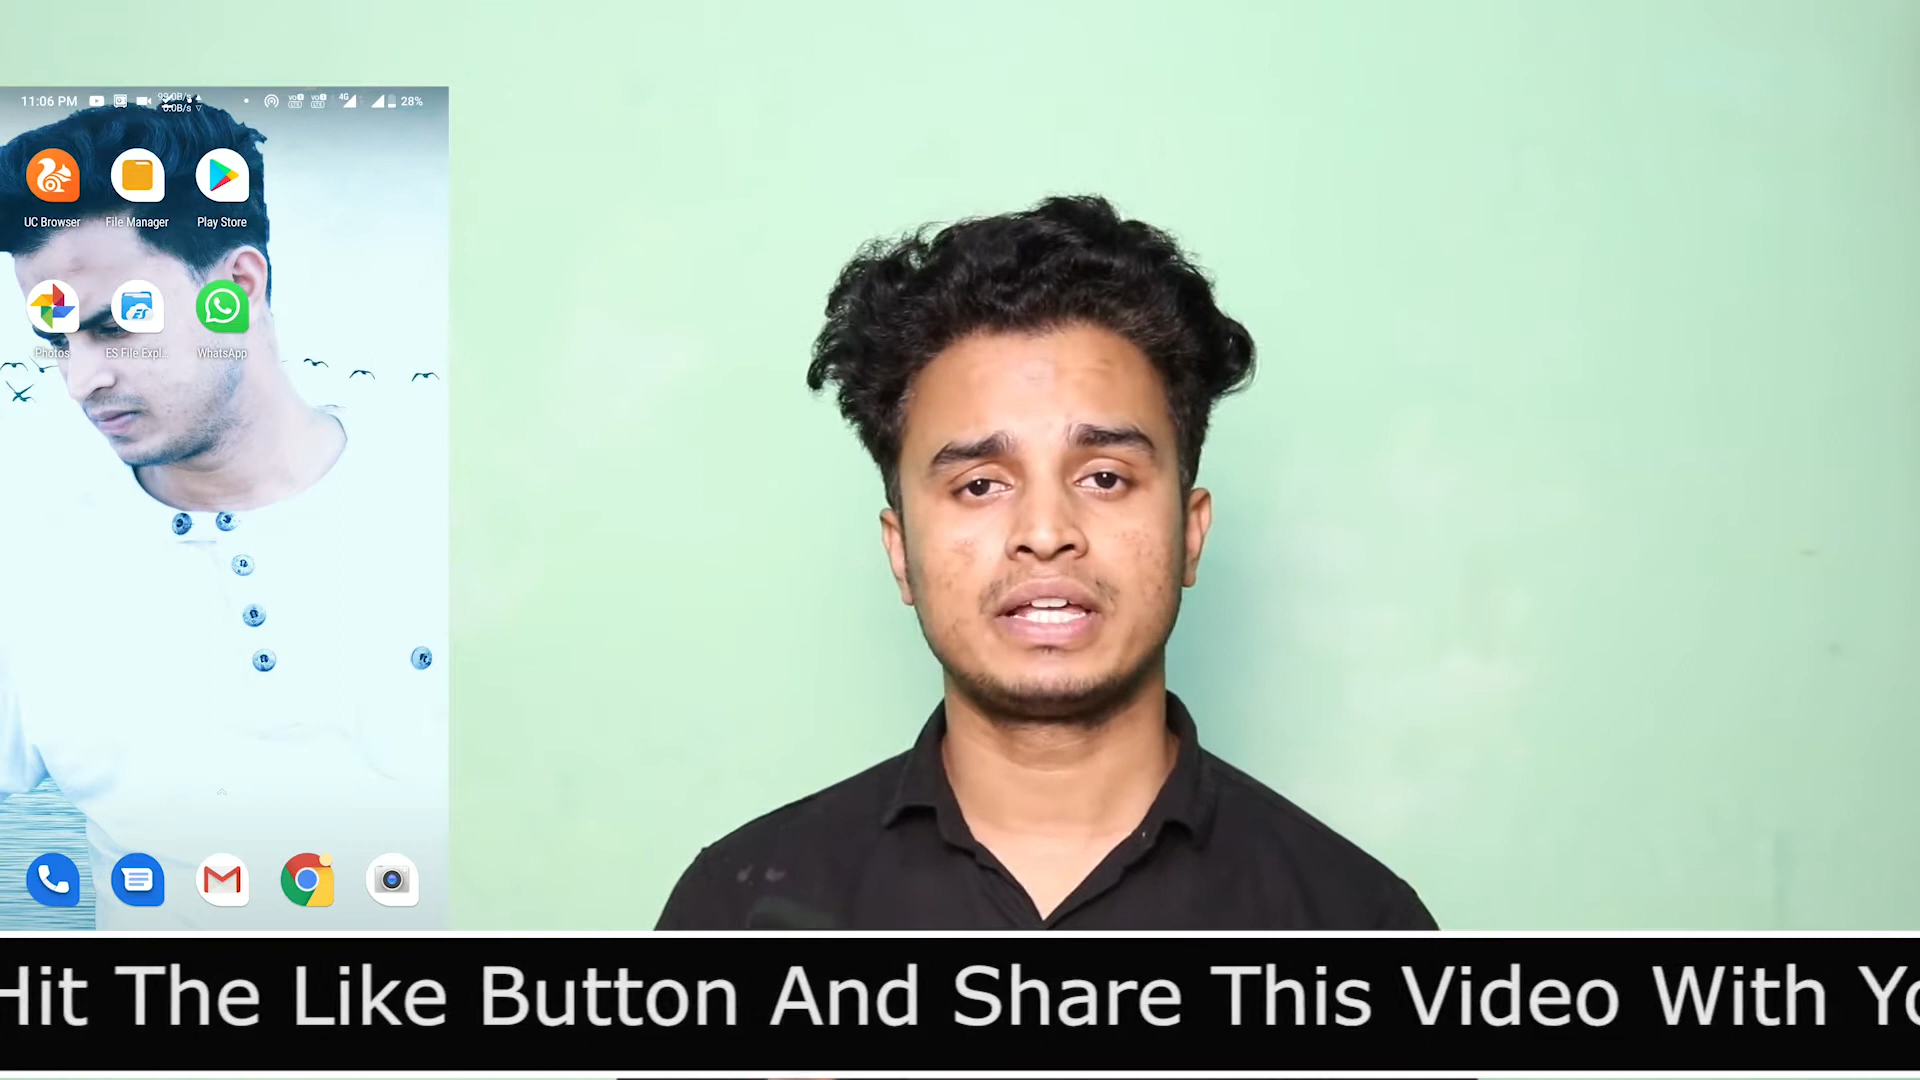 11:06 PM 4G 28%
UC Browser File Manager Play Store
Photos ES File Expl... WhatsApp
Hit The Like Button And Share This Video With Yo